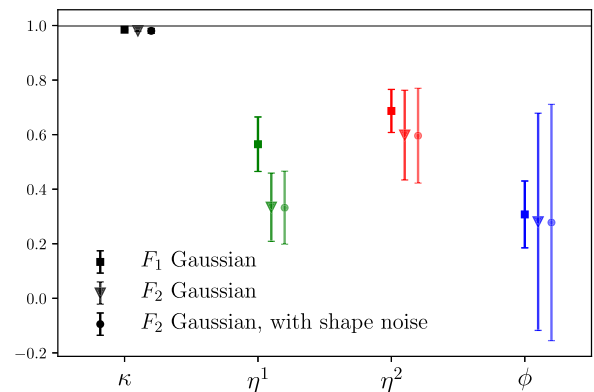 1.0
0.8
0.6
0.4
0.2
0.0
−0.2
F₁ Gaussian
F₂ Gaussian
F₂ Gaussian, with shape noise
κ η¹ η² ϕ